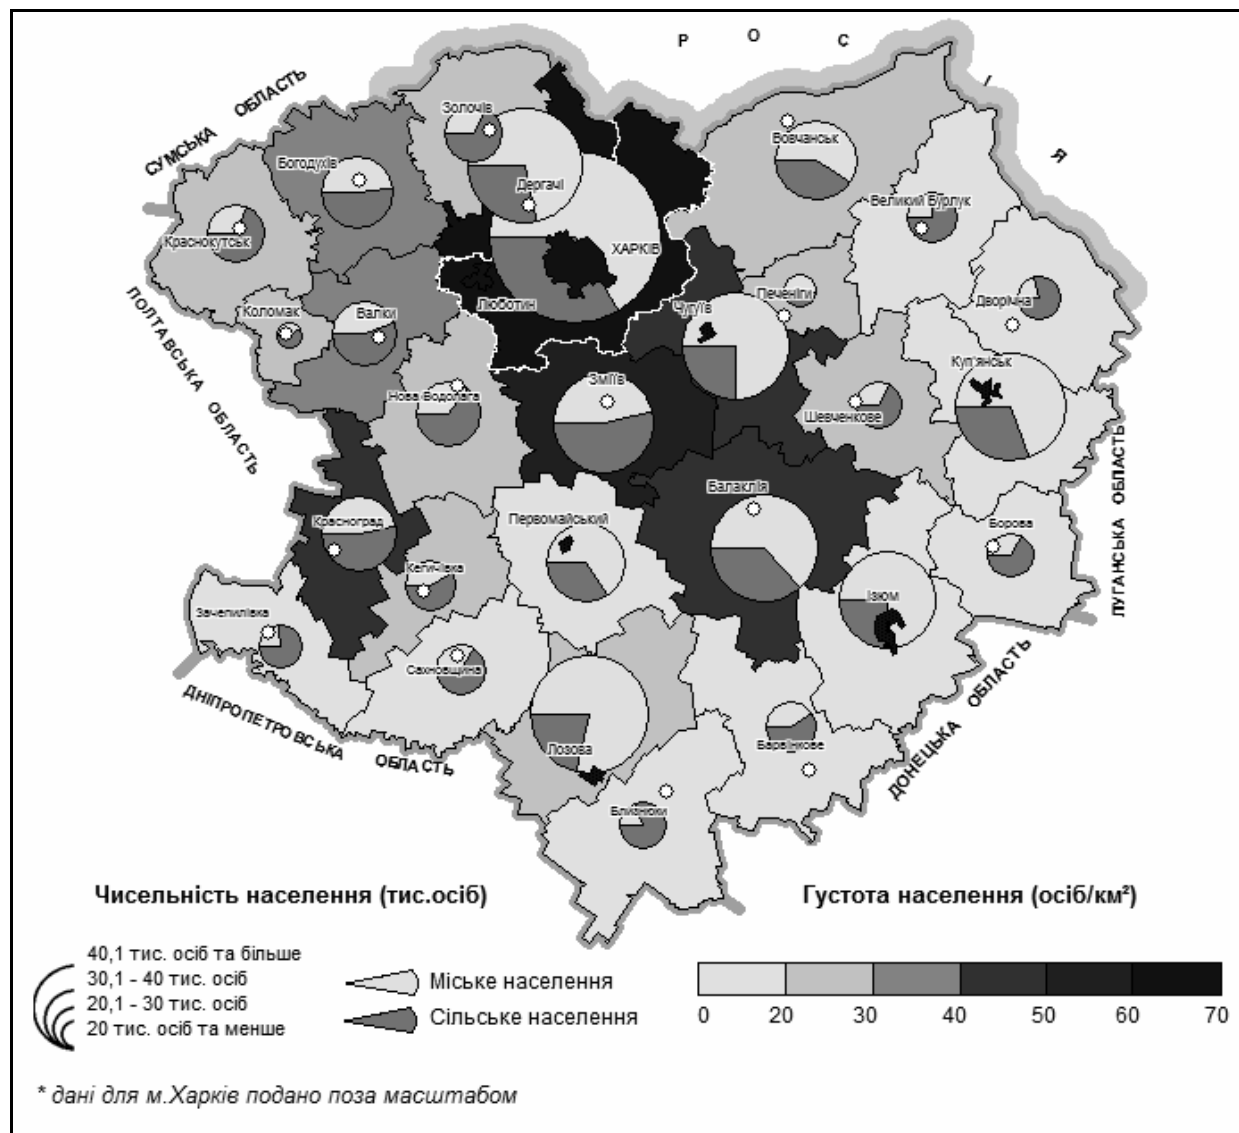 Р О С І Я
СУМСЬКА ОБЛАСТЬ
ПОЛТАВСЬКА ОБЛАСТЬ
ДНІПРОПЕТРОВСЬКА ОБЛАСТЬ
ДОНЕЦЬКА ОБЛАСТЬ
ЛУГАНСЬКА ОБЛАСТЬ
Золочів
Вовчанськ
Богодухів
Дергачі
Великий Бурлук
Краснокутськ
ХАРКІВ
Люботин
Печеніги
Дворічна
Коломак
Валки
Чугуїв
Куп'янськ
Зміїв
Нова Водолага
Шевченкове
Балаклія
Красноград
Первомайський
Борова
Кегичівка
Ізюм
Зачепилівка
Сахновщина
Лозова
Барвінкове
Близнюки
Чисельність населення (тис.осіб)
40,1 тис. осіб та більше
30,1 - 40 тис. осіб
20,1 - 30 тис. осіб
20 тис. осіб та менше
Міське населення
Сільське населення
Густота населення (осіб/км²)
0 20 30 40 50 60 70
* дані для м.Харків подано поза масштабом